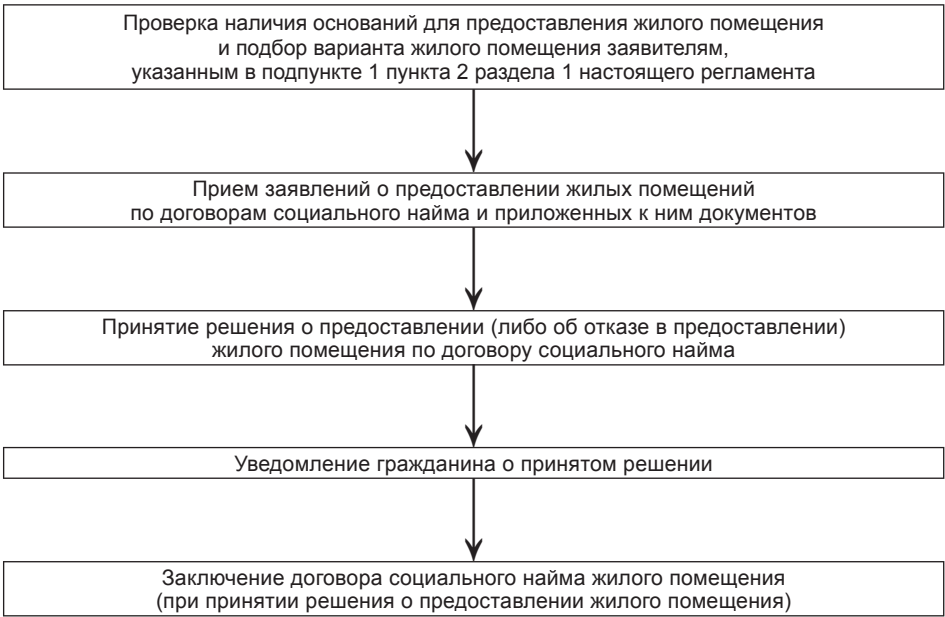 Проверка наличия оснований для предоставления жилого помещения
и подбор варианта жилого помещения заявителям,
указанным в подпункте 1 пункта 2 раздела 1 настоящего регламента
Прием заявлений о предоставлении жилых помещений
по договорам социального найма и приложенных к ним документов
Принятие решения о предоставлении (либо об отказе в предоставлении)
жилого помещения по договору социального найма
Уведомление гражданина о принятом решении
Заключение договора социального найма жилого помещения
(при принятии решения о предоставлении жилого помещения)